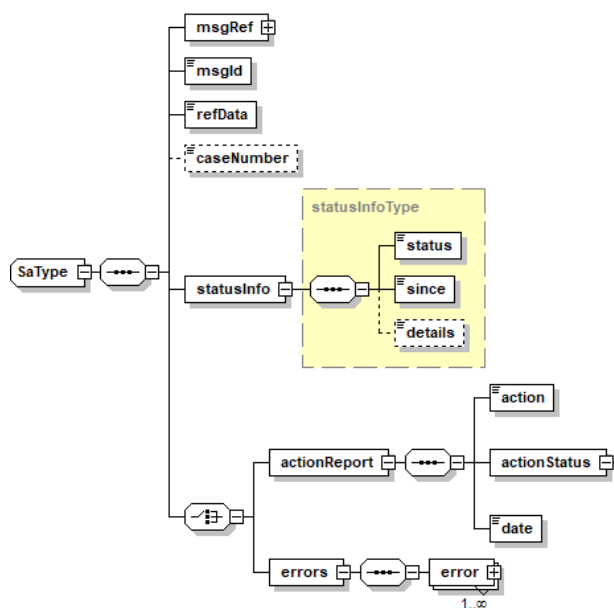 msgRef
msgId
refData
caseNumber
statusInfoType
status
SaType
statusInfo
since
details
action
actionReport
actionStatus
date
errors
error
1..∞